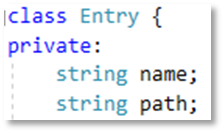 class Entry {
private:
    string name;
    string path;